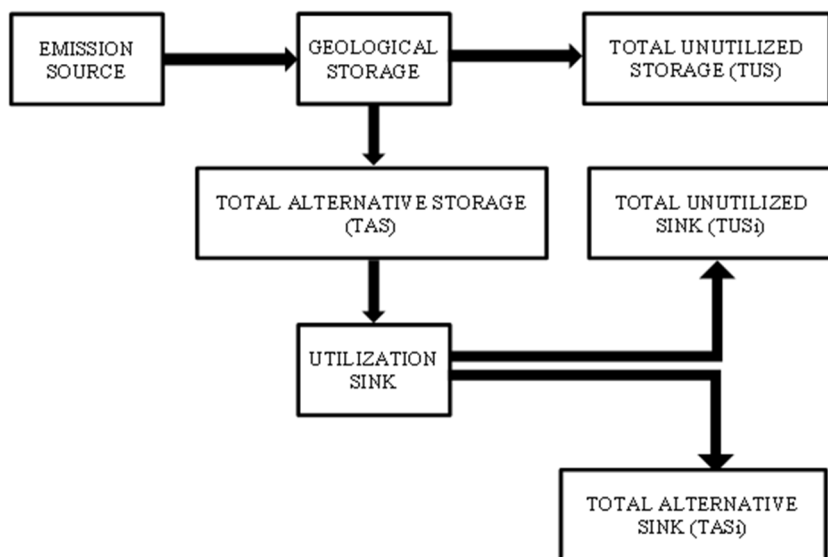 EMISSION
SOURCE
GEOLOGICAL
STORAGE
TOTAL UNUTILIZED
STORAGE (TUS)
TOTAL ALTERNATIVE STORAGE
(TAS)
TOTAL UNUTILIZED
SINK (TUSi)
UTILIZATION
SINK
TOTAL ALTERNATIVE
SINK (TASi)